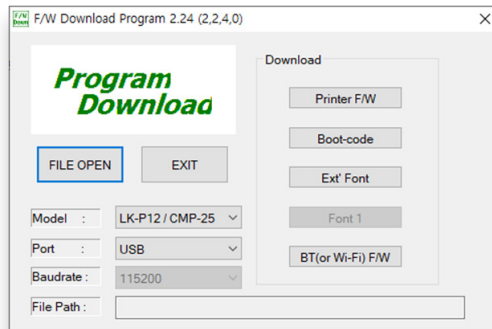 F/W Down
F/W Download Program 2.24 (2,2,4,0)
Program
Download
FILE OPEN
EXIT
Model :
LK-P12 / CMP-25
Port :
USB
Baudrate :
115200
File Path :
Download
Printer F/W
Boot-code
Ext' Font
Font 1
BT(or Wi-Fi) F/W